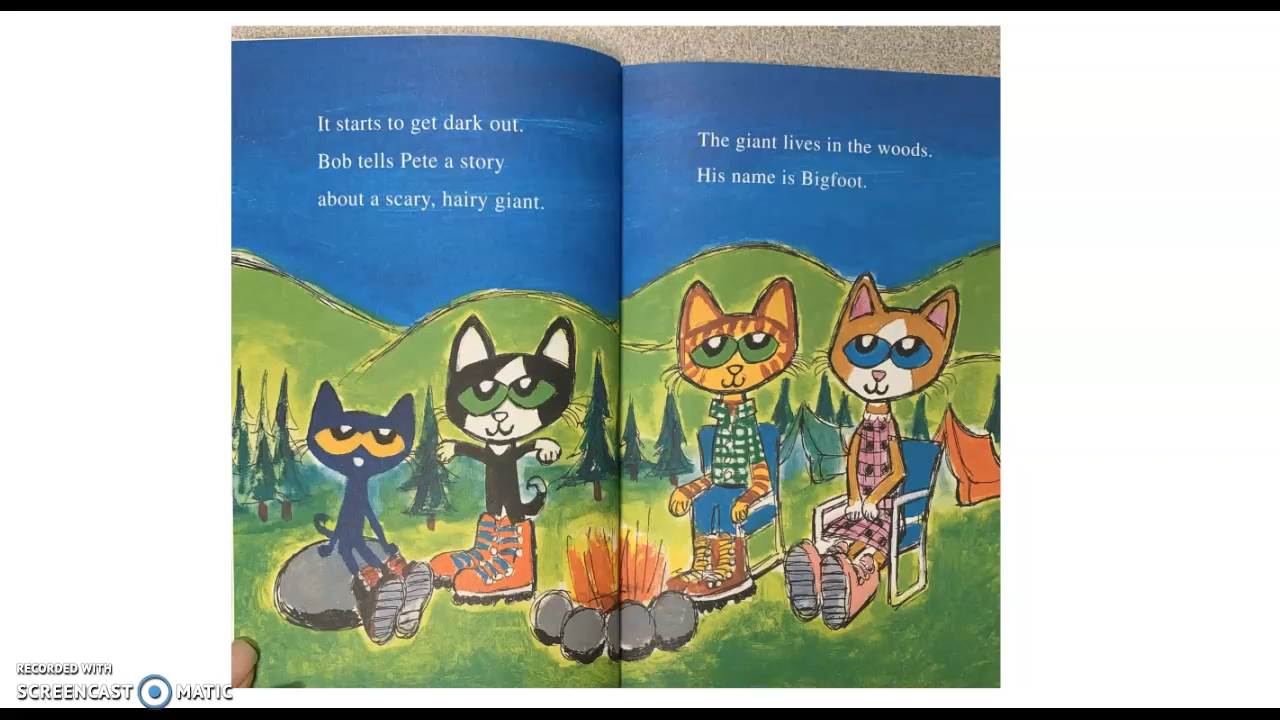 It starts to get dark out.
Bob tells Pete a story
about a scary, hairy giant.
The giant lives in the woods.
His name is Bigfoot.
RECORDED WITH
SCREENCAST MATIC